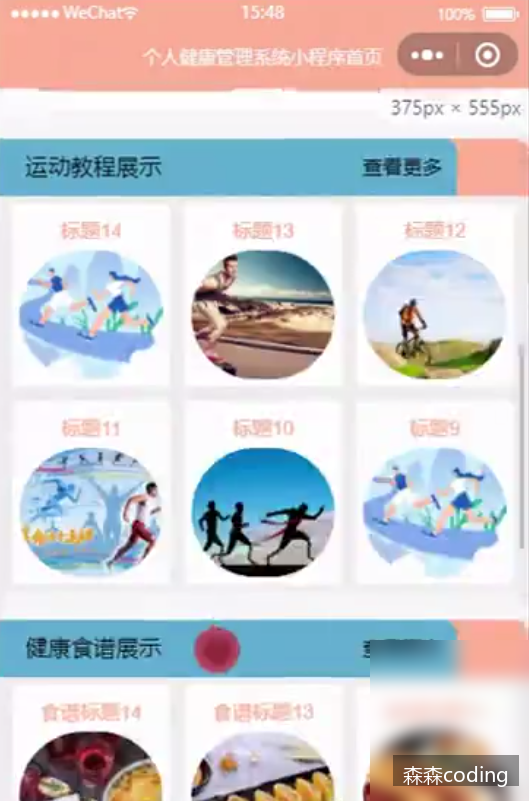 WeChat
15:48
100%
个人健康管理系统小程序首页
375px × 555px
运动教程展示
查看更多
标题14
标题13
标题12
标题11
标题10
标题9
健康食谱展示
食谱标题14
食谱标题13
森森coding